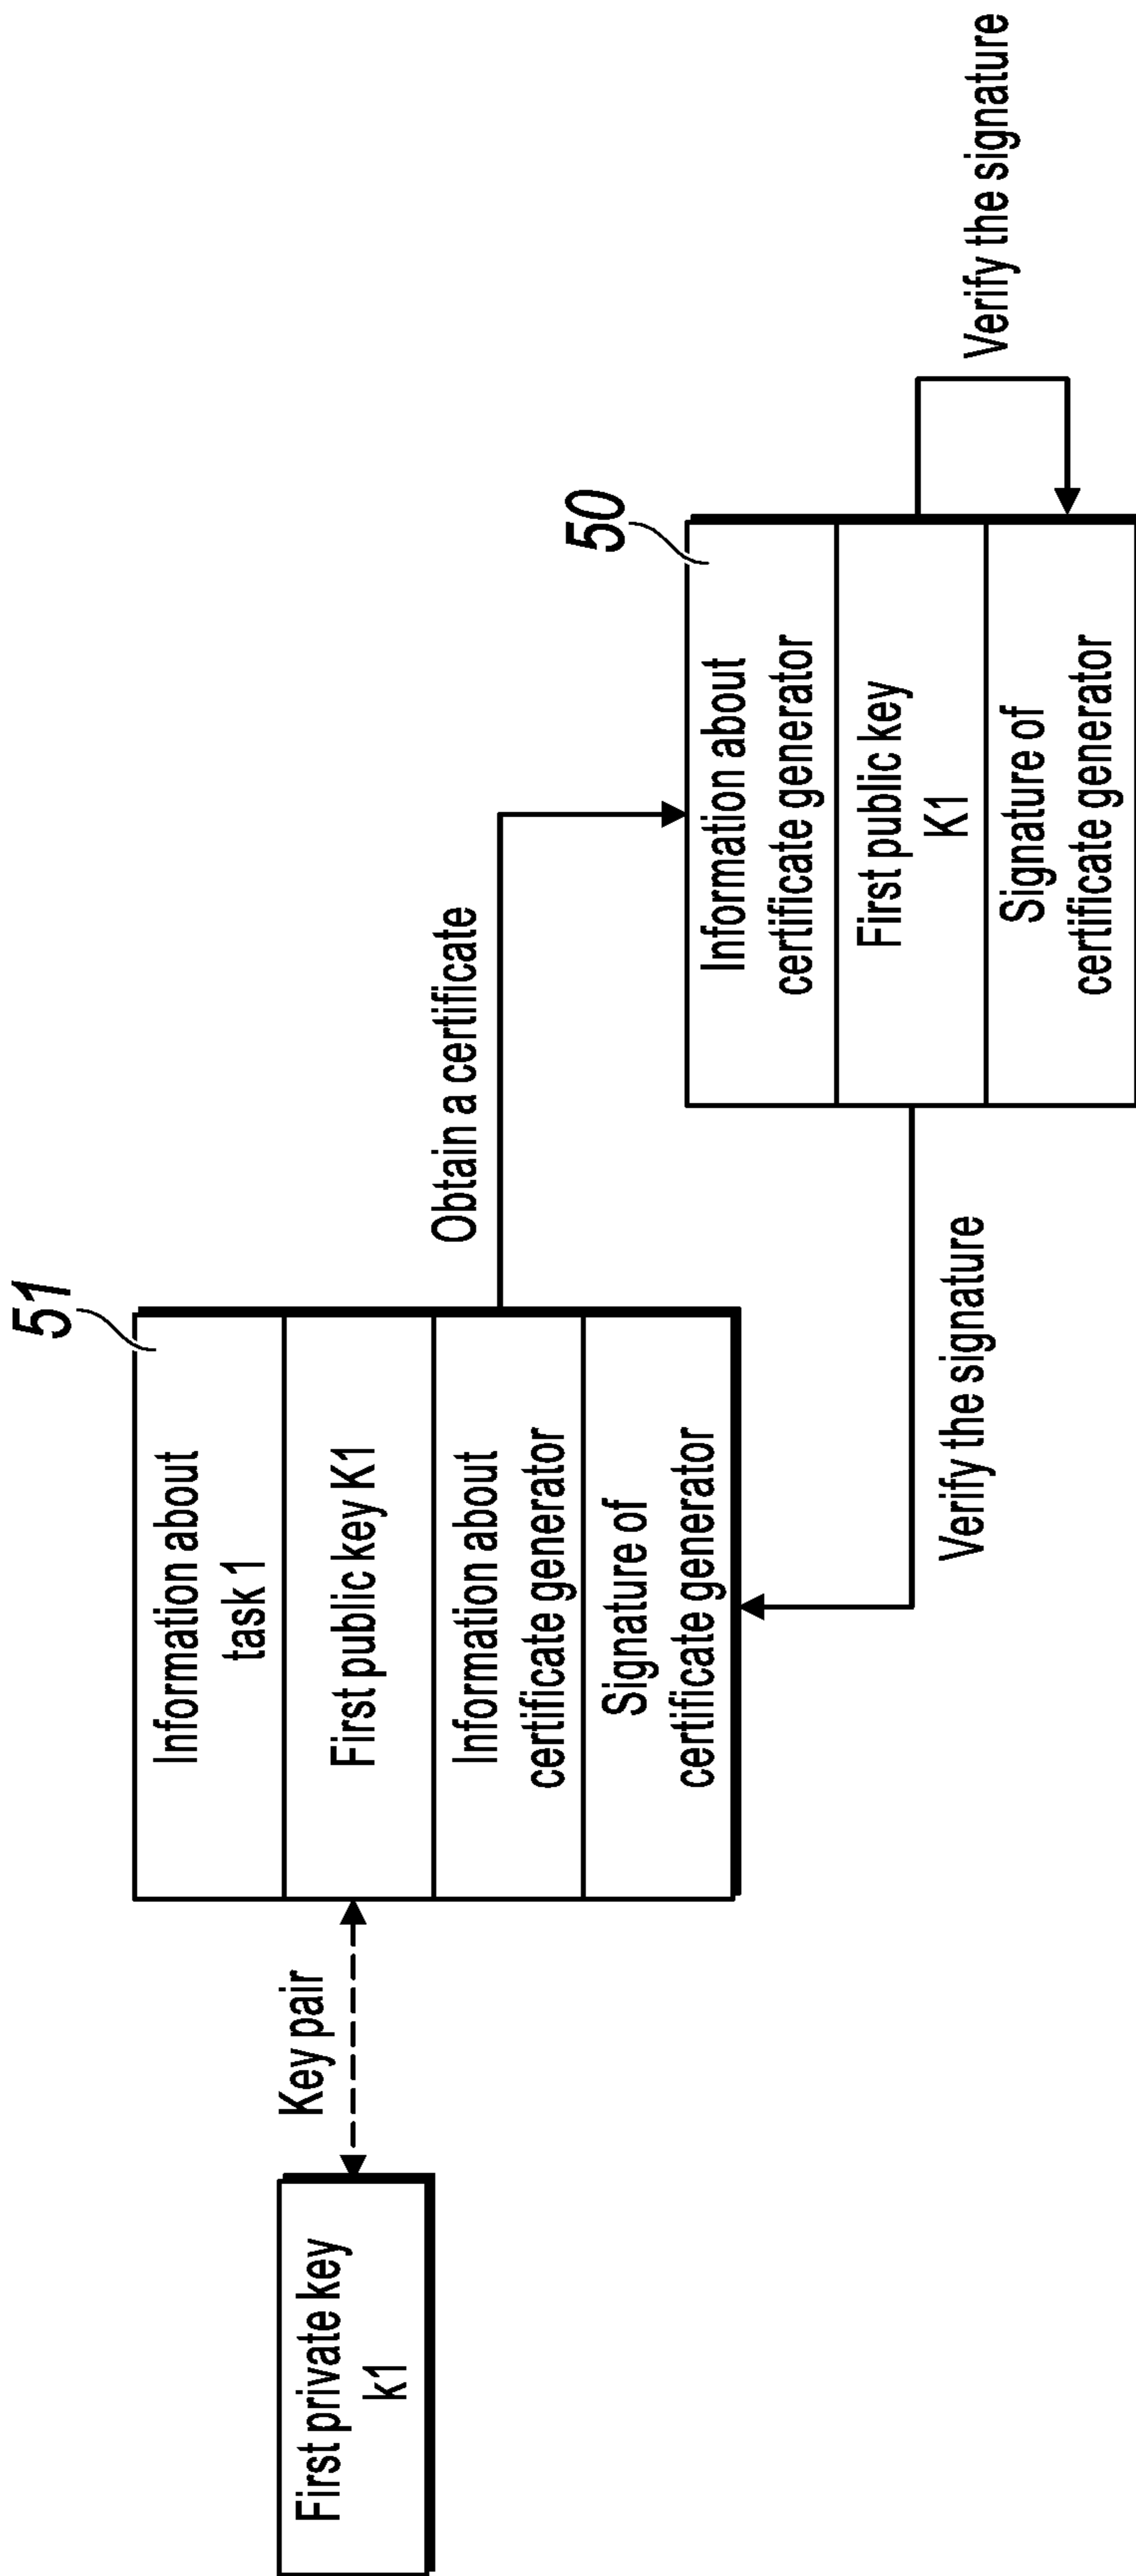 First private key
k1
Key pair
51
Information about
task 1
First public key K1
Information about
certificate generator
Signature of
certificate generator
Obtain a certificate
Verify the signature
50
Information about
certificate generator
First public key
K1
Signature of
certificate generator
Verify the signature